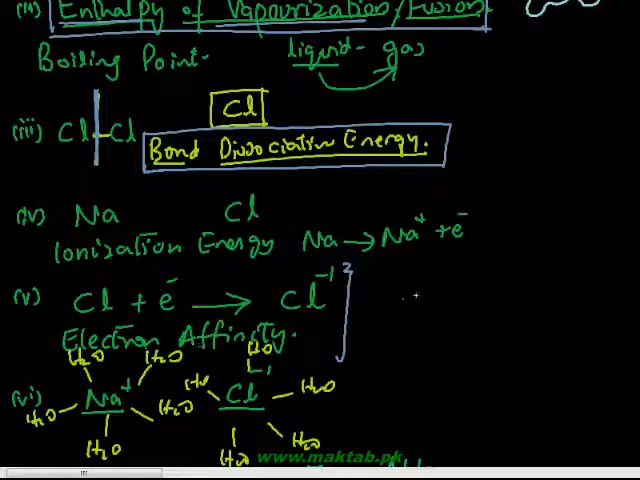 (ii) Enthalpy of Vapourization/Fusion.
Boiling Point. liquid - gas
Cl
(iii) Cl-Cl
Bond Dissociation Energy.
(iv) Na Cl
Ionization Energy Na → Na⁺ + e⁻
(v) Cl + e⁻ → Cl⁻¹
Electron Affinity.
H₂O H₂O H₂O
(vi) Na⁺ Cl H₂O
H₂O H₂O
H₂O H₂O H₂O
www.maktab.pk